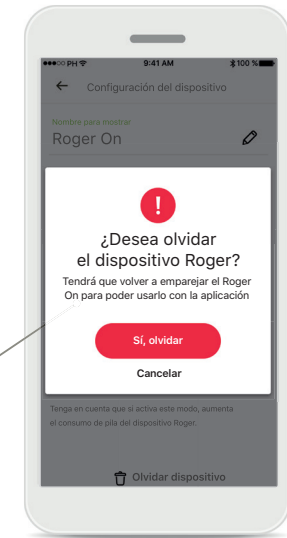 PH 9:41 AM 100 %
Configuración del dispositivo
Nombre para mostrar
Roger On
!
¿Desea olvidar
el dispositivo Roger?
Tendrá que volver a emparejar el Roger
On para poder usarlo con la aplicación
Sí, olvidar
Cancelar
Tenga en cuenta que si activa este modo, aumenta
el consumo de pila del dispositivo Roger.
Olvidar dispositivo